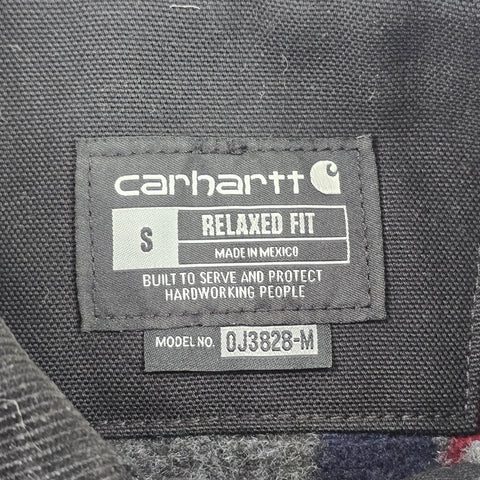 carhartt
S RELAXED FIT
MADE IN MEXICO
BUILT TO SERVE AND PROTECT
HARDWORKING PEOPLE
MODEL NO. OJ3828-M